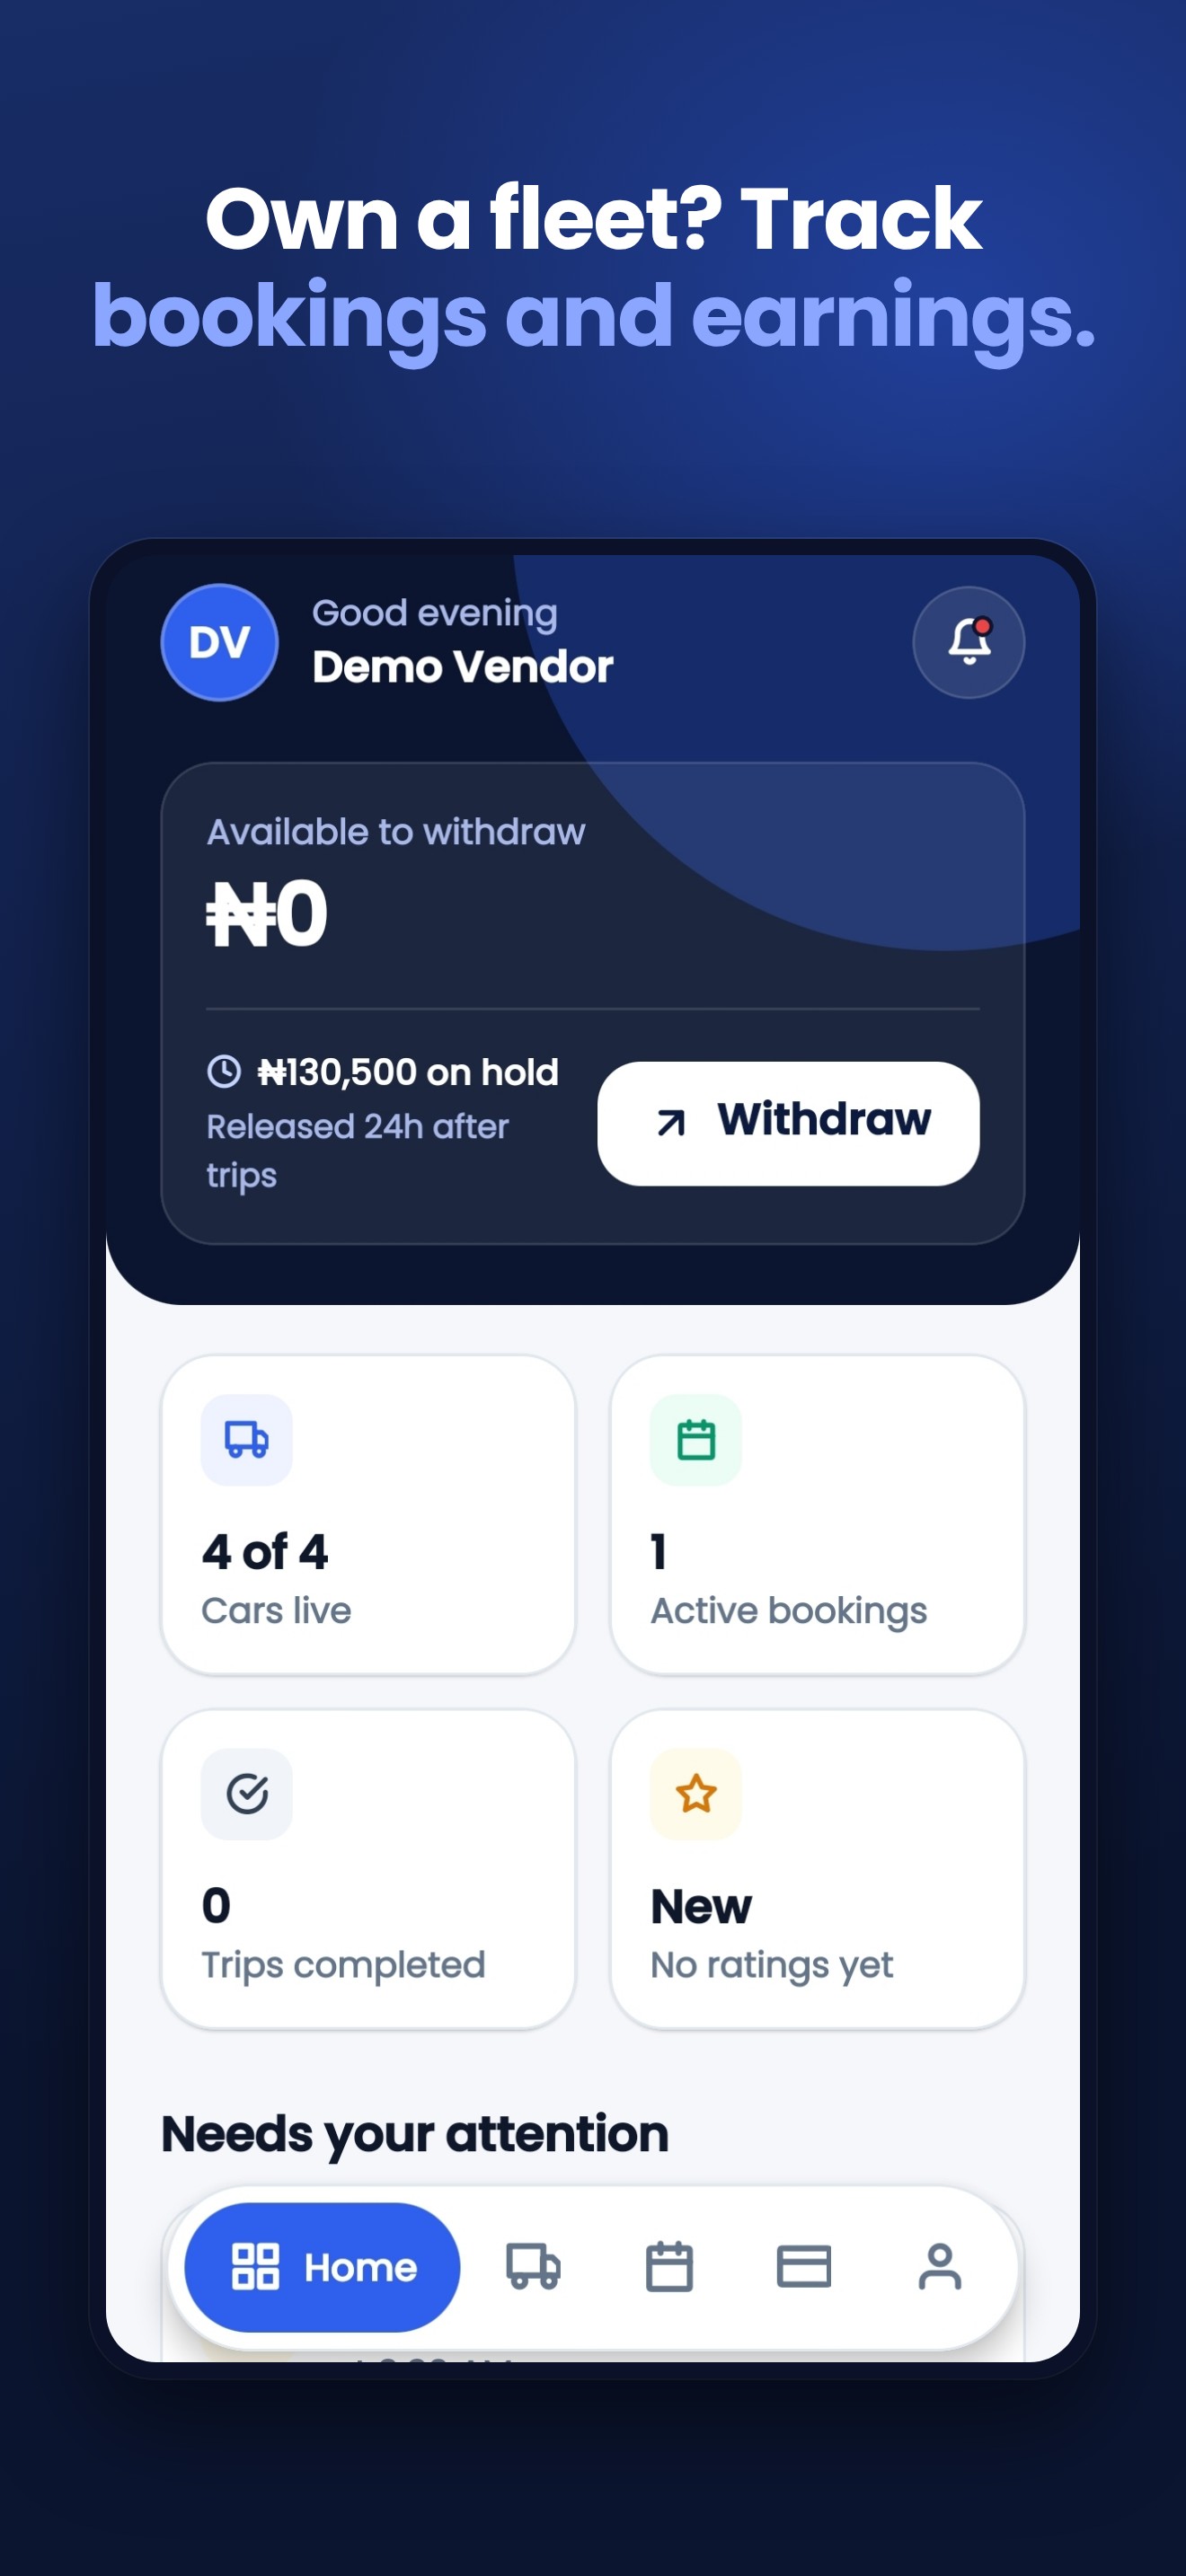 Own a fleet? Track
bookings and earnings.
DV
Good evening
Demo Vendor
Available to withdraw
₦0
₦130,500 on hold
Released 24h after
trips
Withdraw
4 of 4
Cars live
1
Active bookings
0
Trips completed
New
No ratings yet
Needs your attention
Home